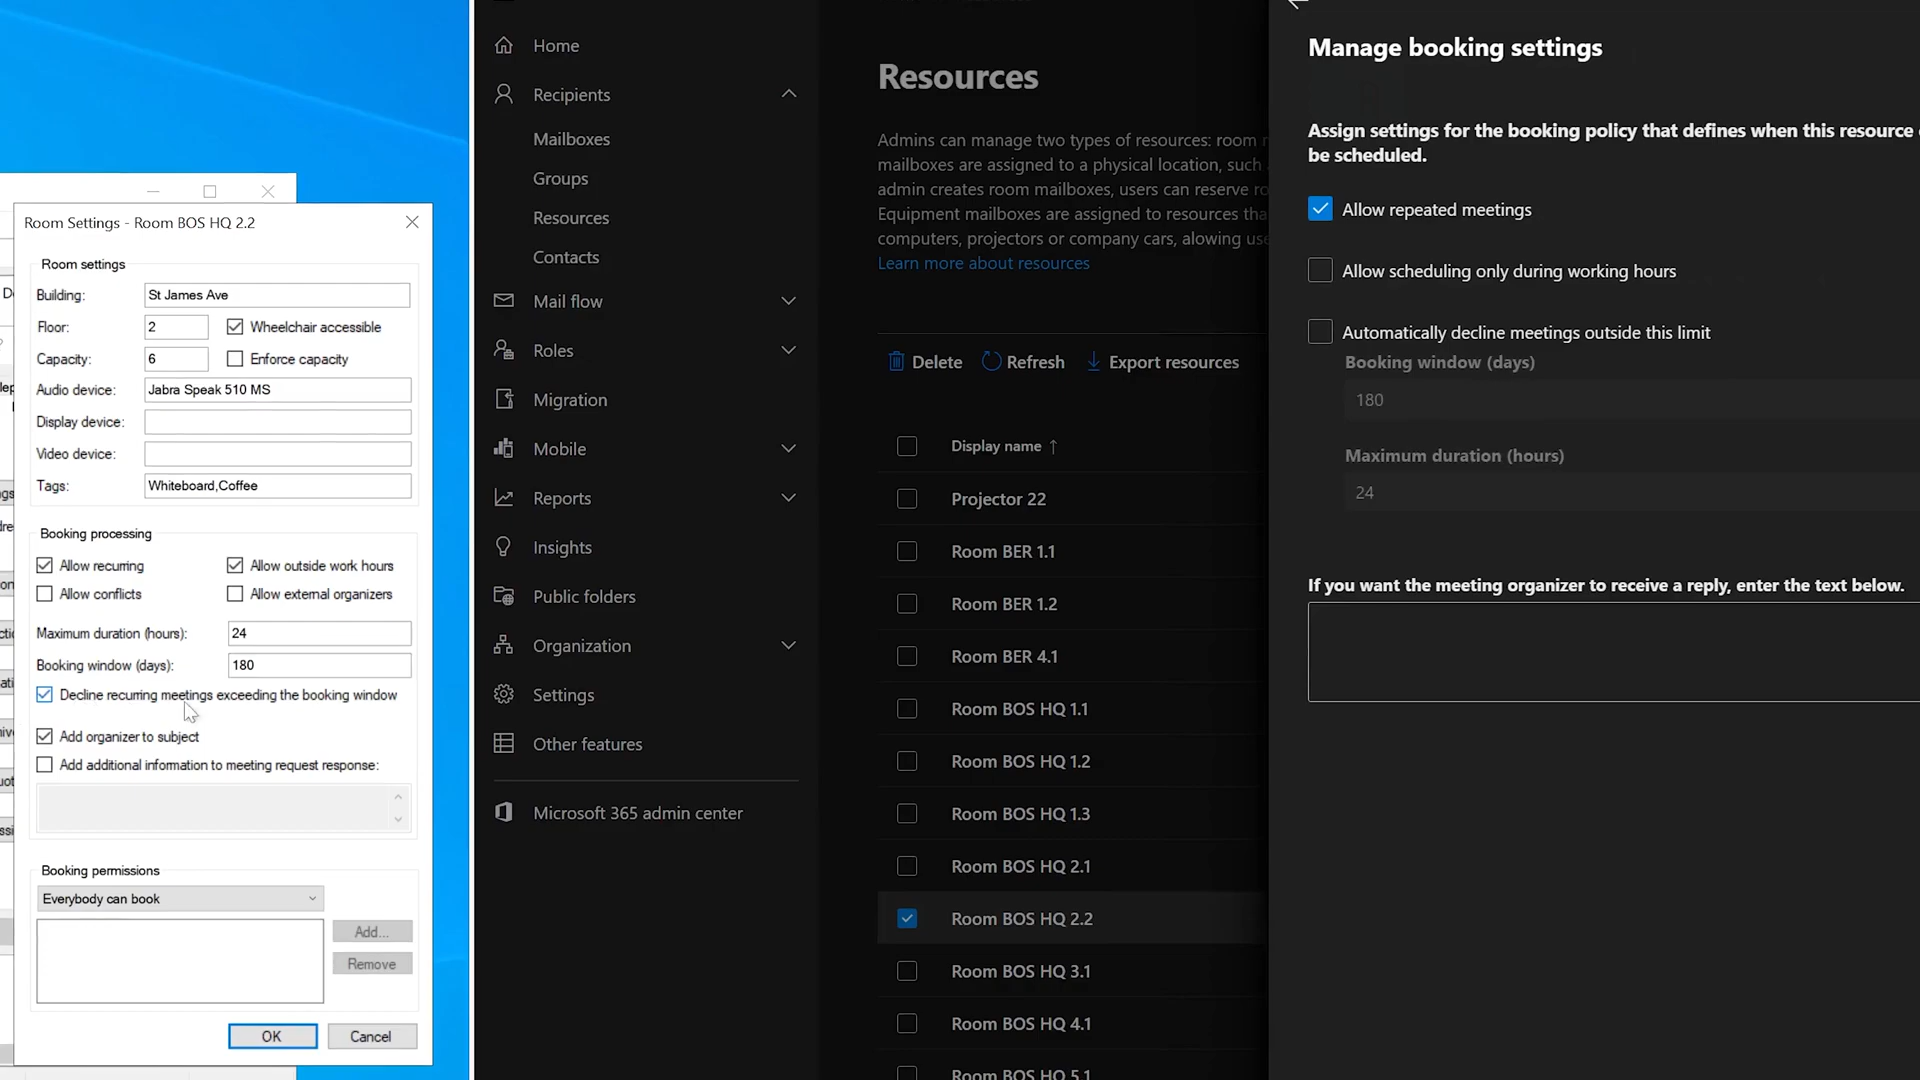 Room Settings - Room BOS HQ 2.2
Room settings
Building: St James Ave
Floor: 2 Wheelchair accessible
Capacity: 6 Enforce capacity
Audio device: Jabra Speak 510 MS
Display device:
Video device:
Tags: Whiteboard,Coffee
Booking processing
Allow recurring Allow outside work hours
Allow conflicts Allow external organizers
Maximum duration (hours): 24
Booking window (days): 180
Decline recurring meetings exceeding the booking window
Add organizer to subject
Add additional information to meeting request response:
Booking permissions
Everybody can book
Add...
Remove
OK Cancel
Home
Recipients
Mailboxes
Groups
Resources
Contacts
Mail flow
Roles
Migration
Mobile
Reports
Insights
Public folders
Organization
Settings
Other features
Microsoft 365 admin center
Resources
Admins can manage two types of resources: room
mailboxes are assigned to a physical location, such
admin creates room mailboxes, users can reserve
Equipment mailboxes are assigned to resources
computers, projectors or company cars, alowing
Learn more about resources
Delete Refresh Export resources
Display name ↑
Projector 22
Room BER 1.1
Room BER 1.2
Room BER 4.1
Room BOS HQ 1.1
Room BOS HQ 1.2
Room BOS HQ 1.3
Room BOS HQ 2.1
Room BOS HQ 2.2
Room BOS HQ 3.1
Room BOS HQ 4.1
Room BOS HQ 5.1
Manage booking settings
Assign settings for the booking policy that defines when this resource
be scheduled.
Allow repeated meetings
Allow scheduling only during working hours
Automatically decline meetings outside this limit
Booking window (days)
180
Maximum duration (hours)
24
If you want the meeting organizer to receive a reply, enter the text below.